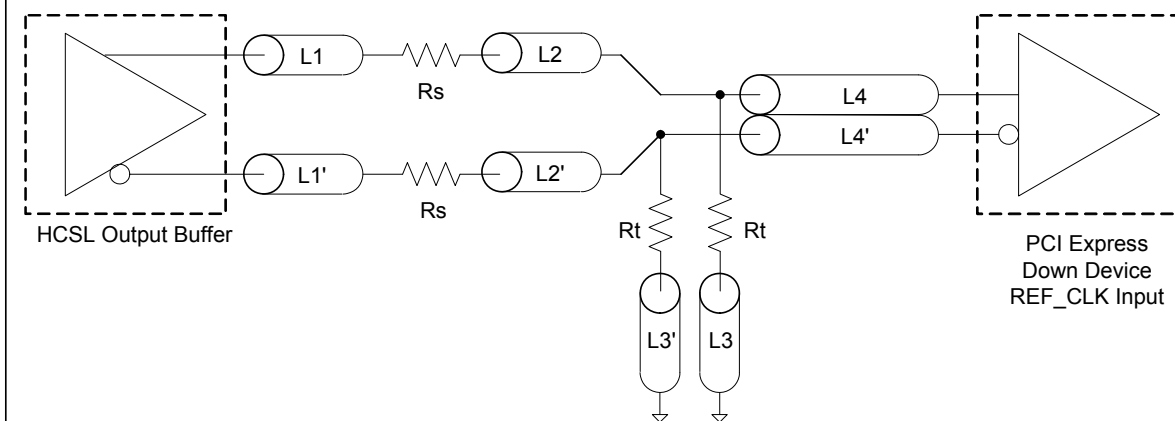 L1
Rs
L2
L4
L4'
L1'
Rs
L2'
HCSL Output Buffer
Rt
Rt
L3'
L3
PCI Express
Down Device
REF_CLK Input